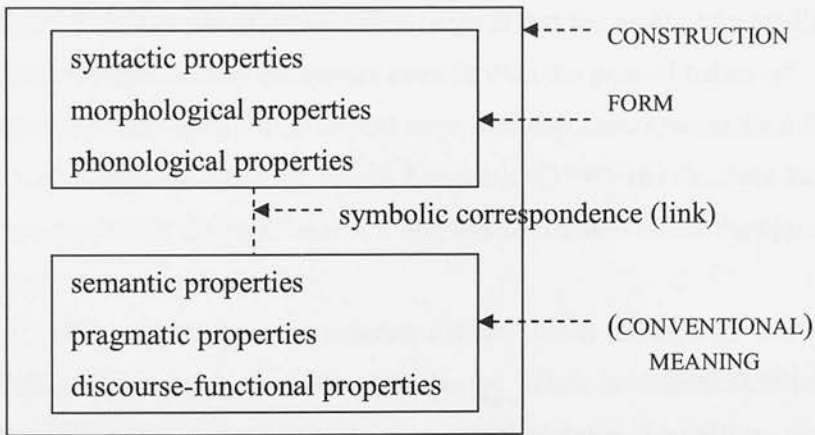 CONSTRUCTION
syntactic properties
morphological properties
FORM
phonological properties
symbolic correspondence (link)
semantic properties
pragmatic properties
(CONVENTIONAL)
MEANING
discourse-functional properties